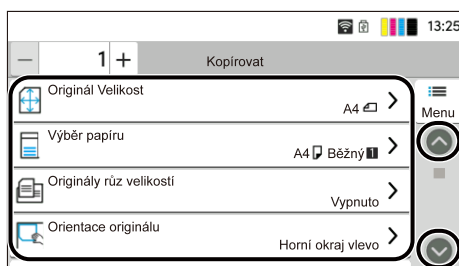 13:25
— 1 + Kopírovat
Originál Velikost
A4
Menu
Výběr papíru
A4 Běžný 1
Originály růz velikostí
Vypnuto
Orientace originálu
Horní okraj vlevo